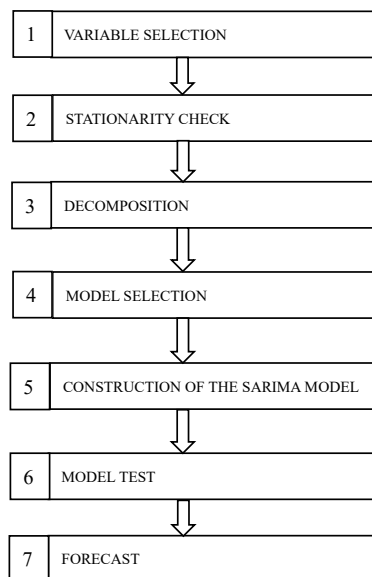 1 VARIABLE SELECTION
2 STATIONARITY CHECK
3 DECOMPOSITION
4 MODEL SELECTION
5 CONSTRUCTION OF THE SARIMA MODEL
6 MODEL TEST
7 FORECAST